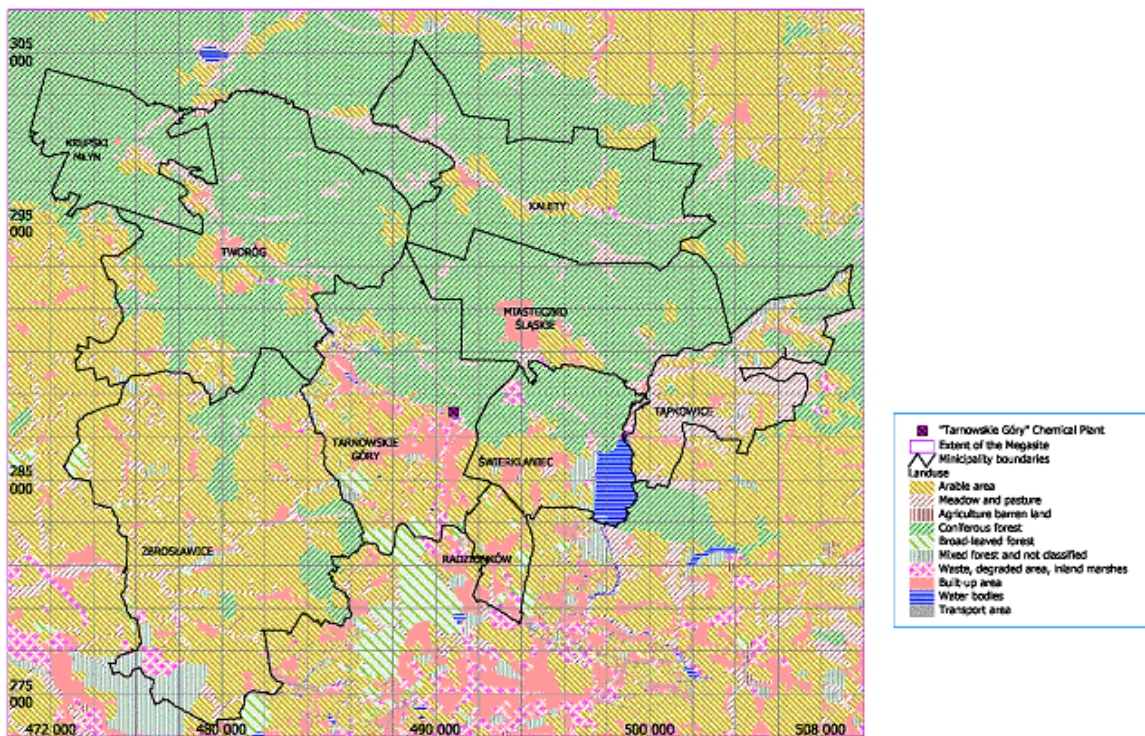 305
000
KRUPSKI
MŁYN
295
000
KALĘTY
TWORÓG
MIASTECZKO
ŚLĄSKIE
TĄPKOWICE
TARNOWSKIE
GÓRY
ŚWIERKLANIEC
285
000
ZBROSŁAWICE
RADZIONKÓW
275
000
472 000
480 000
490 000
500 000
508 000
"Tarnowskie Góry" Chemical Plant
Extent of the Megasite
Minicipality boundaries
Landuse
Arable area
Meadow and pasture
Agriculture barren land
Coniferous forest
Broad-leaved forest
Mixed forest and not classified
Waste, degraded area, inland marshes
Built-up area
Water bodies
Transport area